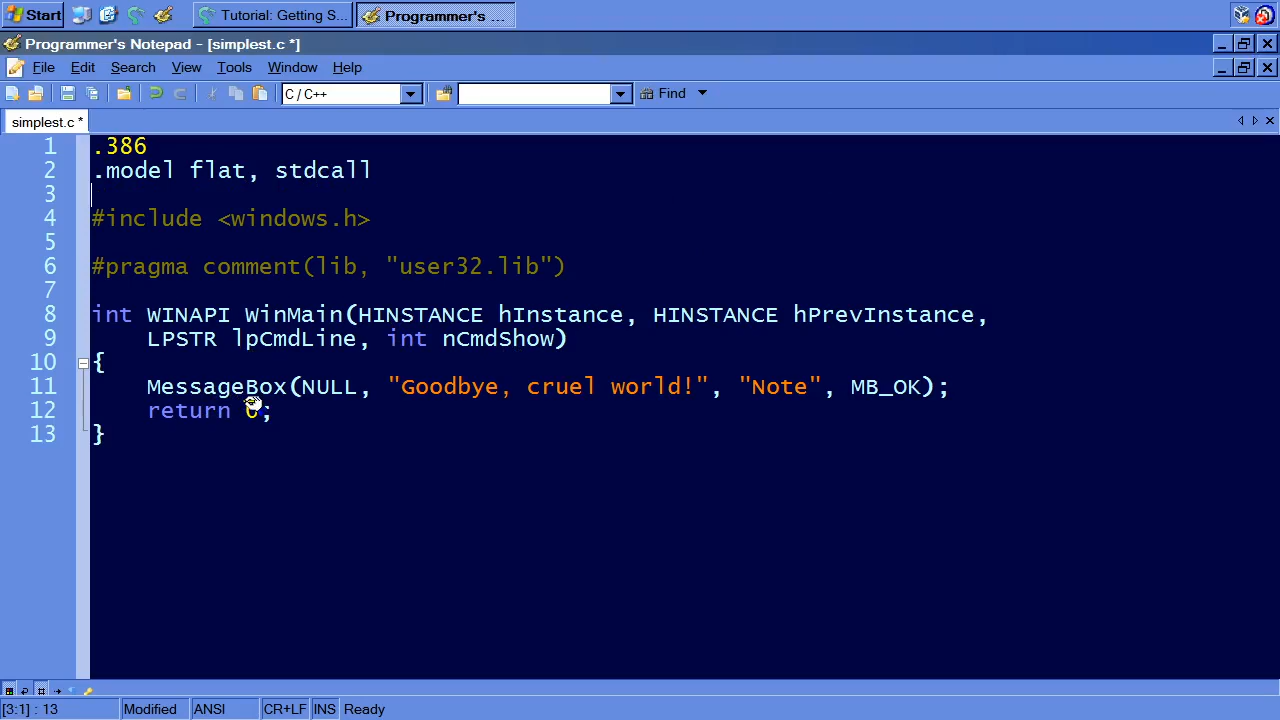 Start Tutorial: Getting S... Programmer's ...
Programmer's Notepad - [simplest.c *]
File Edit Search View Tools Window Help
C / C++ Find
simplest.c *
1 .386
2 .model flat, stdcall
3
4 #include <windows.h>
5
6 #pragma comment(lib, "user32.lib")
7
8 int WINAPI WinMain(HINSTANCE hInstance, HINSTANCE hPrevInstance,
9 LPSTR lpCmdLine, int nCmdShow)
10 {
11 MessageBox(NULL, "Goodbye, cruel world!", "Note", MB_OK);
12 return 0;
13 }
[3:1] : 13 Modified ANSI CR+LF INS Ready